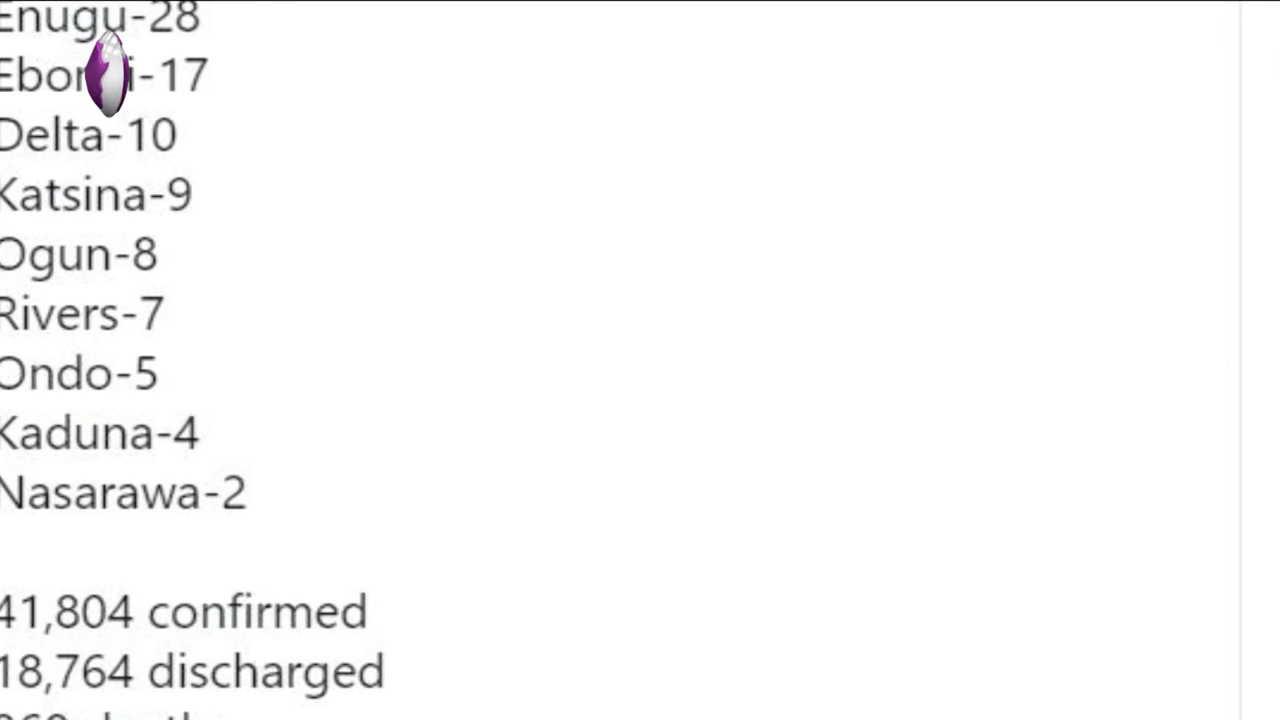 Enugu-28
Delta-10
Katsina-9
Ogun-8
Rivers-7
Ondo-5
Kaduna-4
Nasarawa-2
41,804 confirmed
18,764 discharged